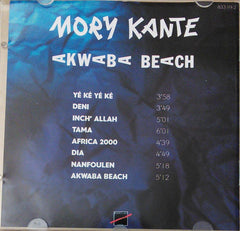 MORY KANTE
AKWABA BEACH
YÉ KÉ YÉ KÉ 3'58
DENI 3'49
INCH' ALLAH 5'01
TAMA 6'01
AFRICA 2000 4'39
DIA 4'49
NANFOULEN 5'18
AKWABA BEACH 5'12